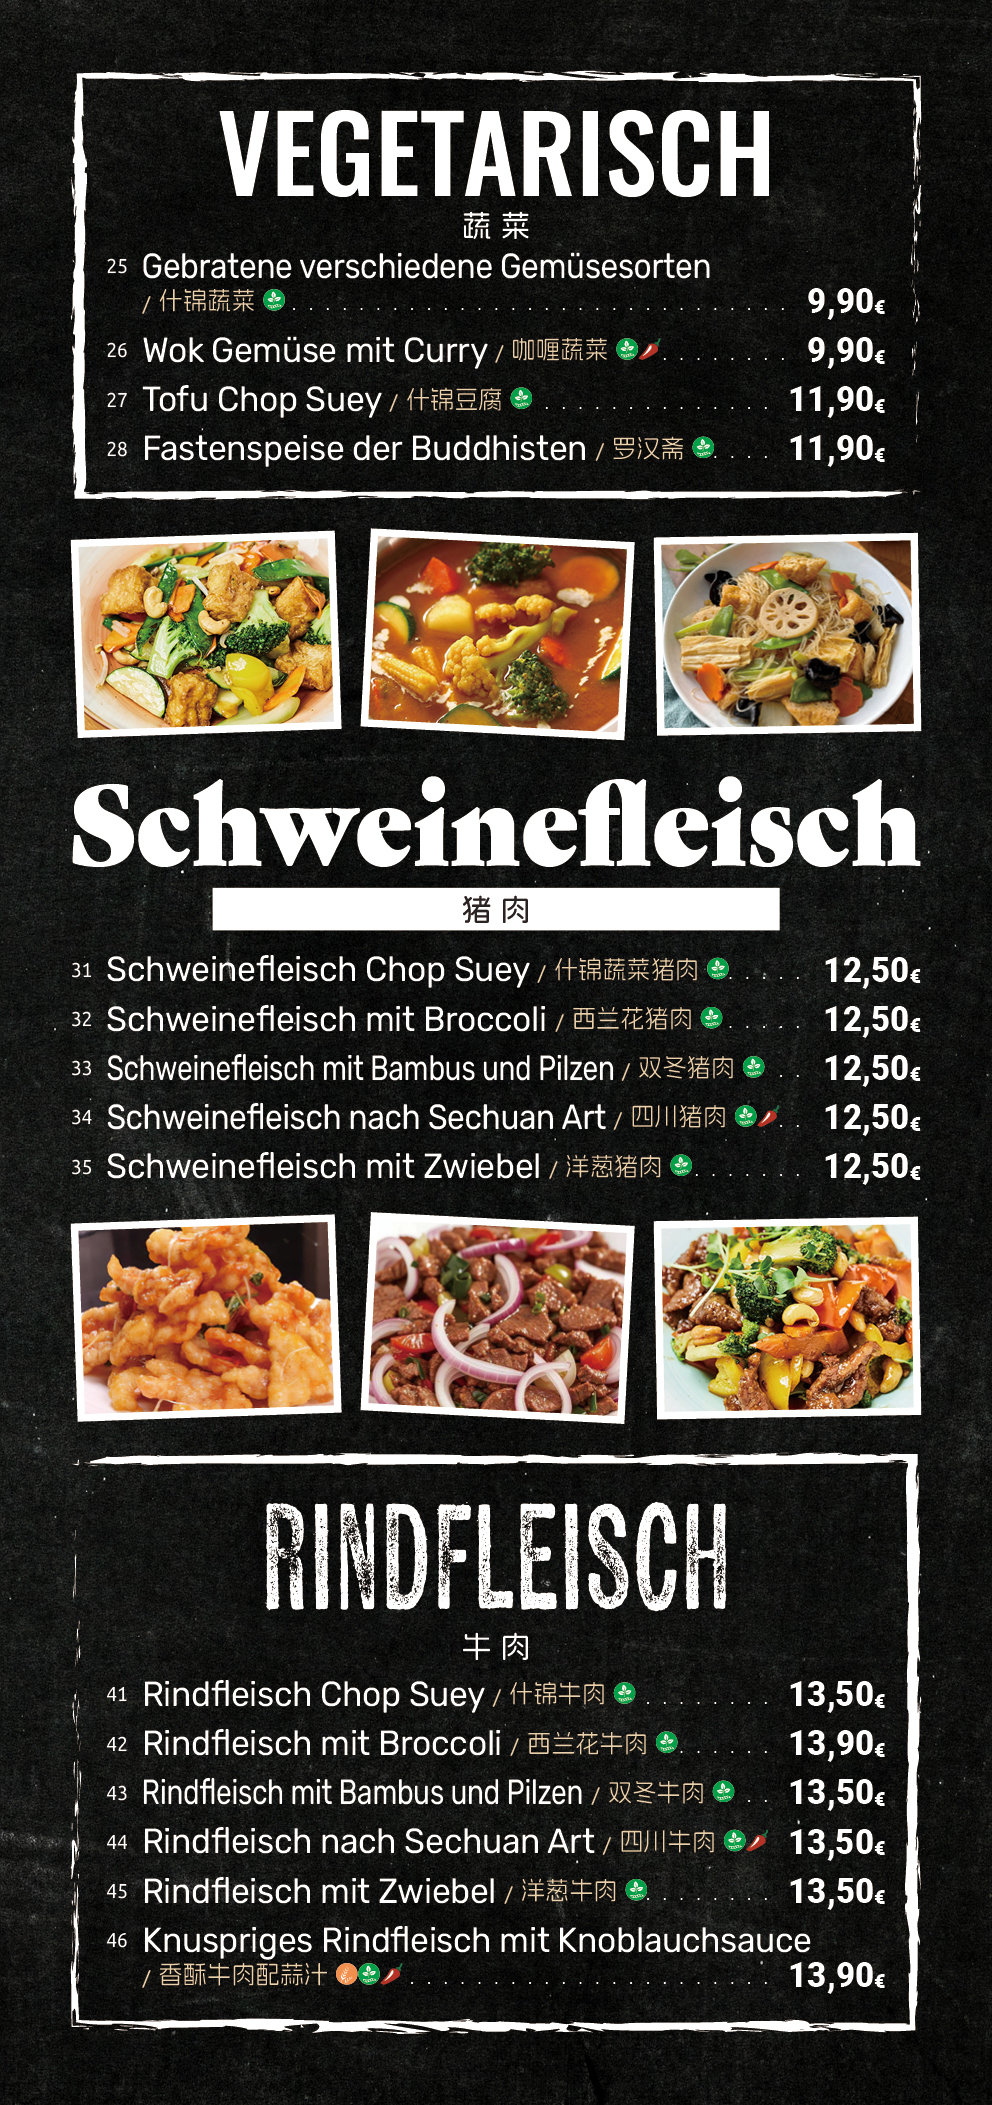 VEGETARISCH
蔬菜
25 Gebratene verschiedene Gemüsesorten
/ 什锦蔬菜 . . . . . . . . . . . . . . . . . . . . . . . . . . . . . . 9,90€
26 Wok Gemüse mit Curry / 咖喱蔬菜 . . . . . . . . 9,90€
27 Tofu Chop Suey / 什锦豆腐 . . . . . . . . . . . . . . 11,90€
28 Fastenspeise der Buddhisten / 罗汉斋 . . . . 11,90€
Schweinefleisch
猪肉
31 Schweinefleisch Chop Suey / 什锦蔬菜猪肉 . . . . . 12,50€
32 Schweinefleisch mit Broccoli / 西兰花猪肉 . . . . . 12,50€
33 Schweinefleisch mit Bambus und Pilzen / 双冬猪肉 . . 12,50€
34 Schweinefleisch nach Sechuan Art / 四川猪肉 . . 12,50€
35 Schweinefleisch mit Zwiebel / 洋葱猪肉 . . . . . . . 12,50€
RINDFLEISCH
牛肉
41 Rindfleisch Chop Suey / 什锦牛肉 . . . . . . . . 13,50€
42 Rindfleisch mit Broccoli / 西兰花牛肉 . . . . . . 13,90€
43 Rindfleisch mit Bambus und Pilzen / 双冬牛肉 . . 13,50€
44 Rindfleisch nach Sechuan Art / 四川牛肉 13,50€
45 Rindfleisch mit Zwiebel / 洋葱牛肉 . . . . . . . . 13,50€
46 Knuspriges Rindfleisch mit Knoblauchsauce
/ 香酥牛肉配蒜汁 . . . . . . . . . . . . . . . . . . . . . . 13,90€